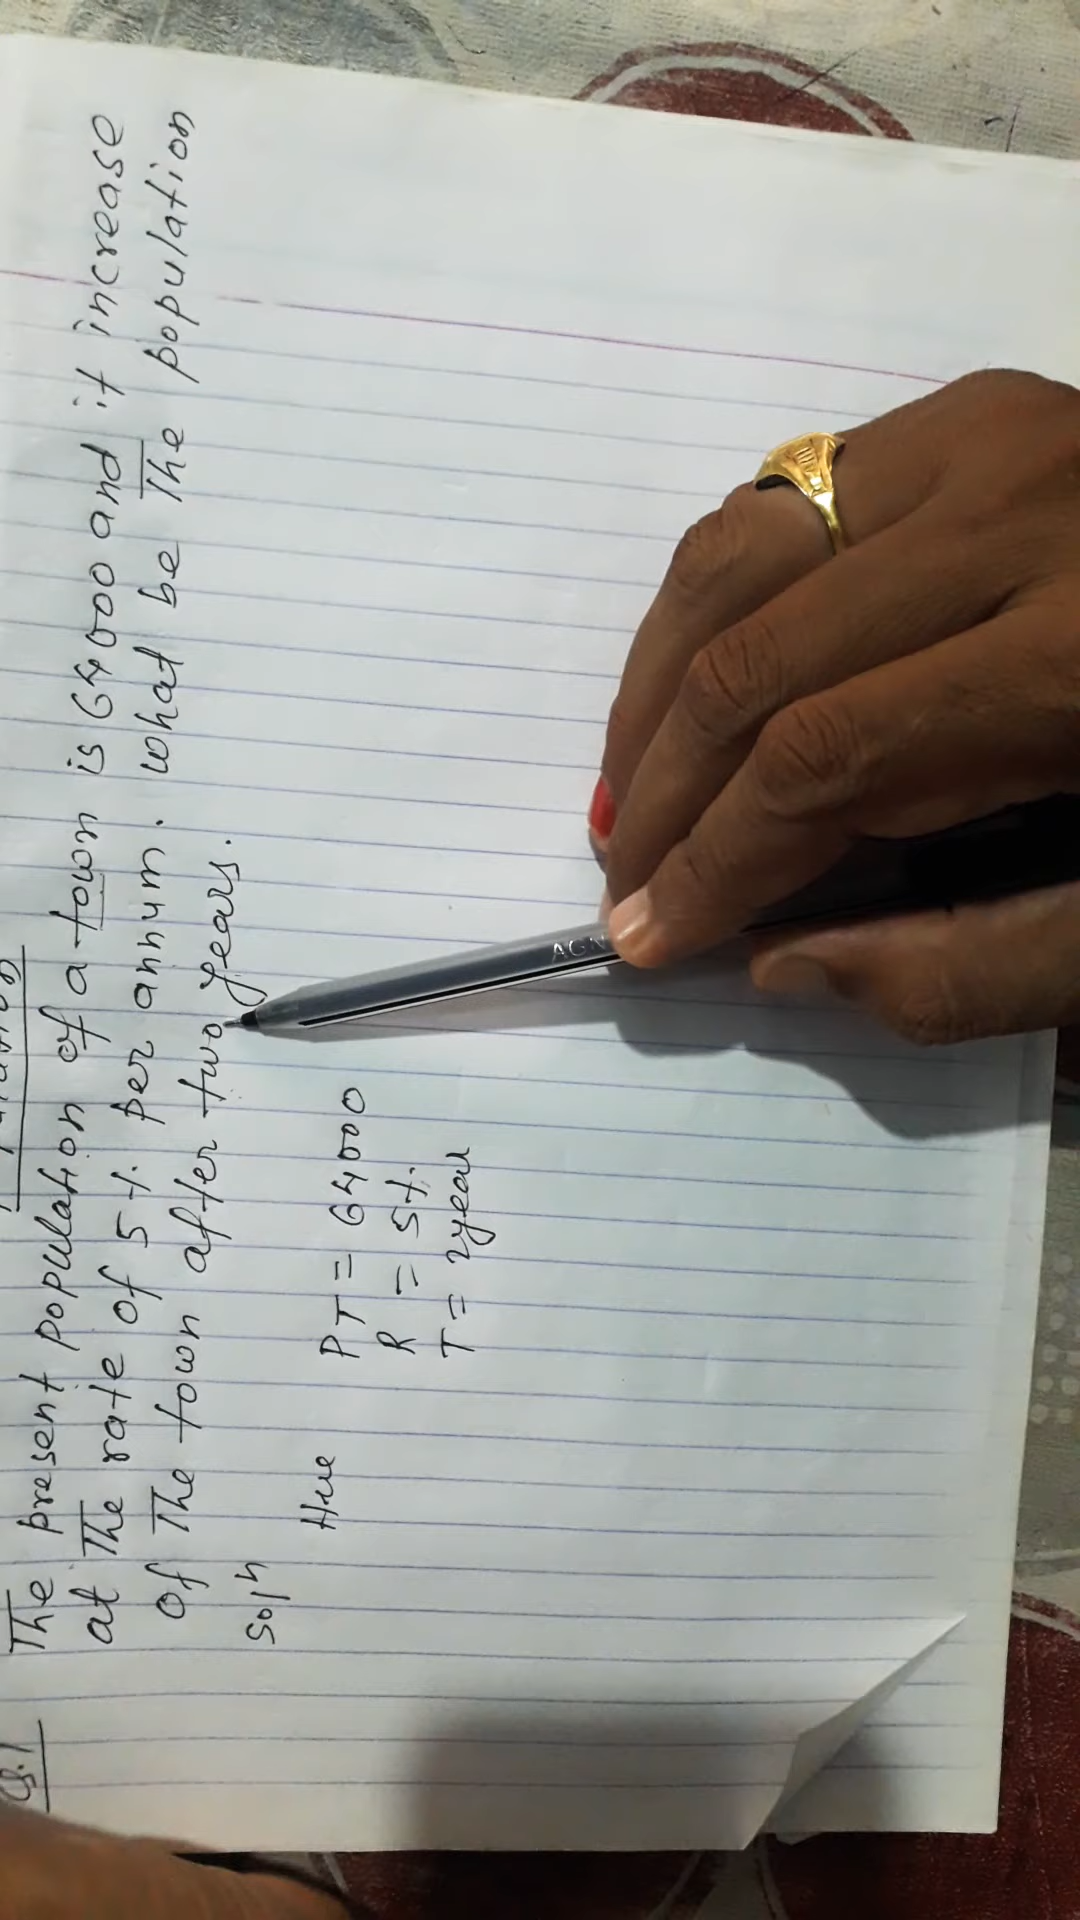 Q.1
The present population of a town is 64000 and it increase
at The rate of 5% per annum. what be The population
of The town after two years.
Soln
Hre PT = 64000
R = 5%
T = 2year
AGN